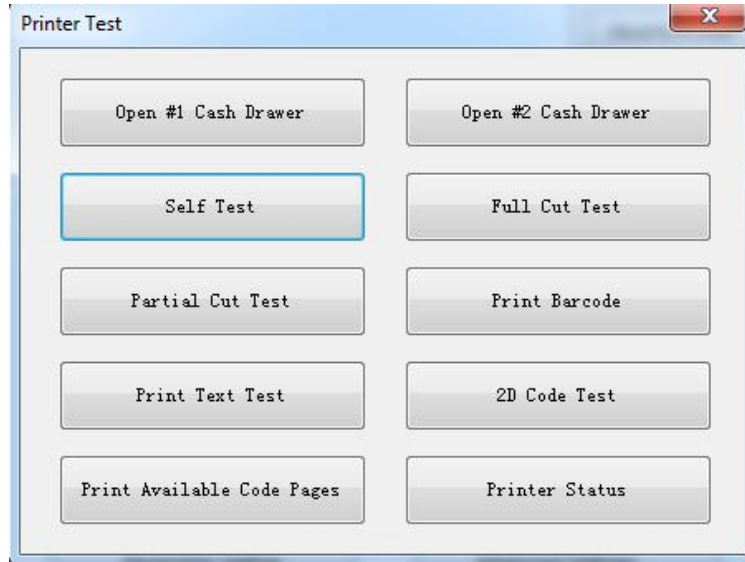 Printer Test
Open #1 Cash Drawer
Open #2 Cash Drawer
Self Test
Full Cut Test
Partial Cut Test
Print Barcode
Print Text Test
2D Code Test
Print Available Code Pages
Printer Status